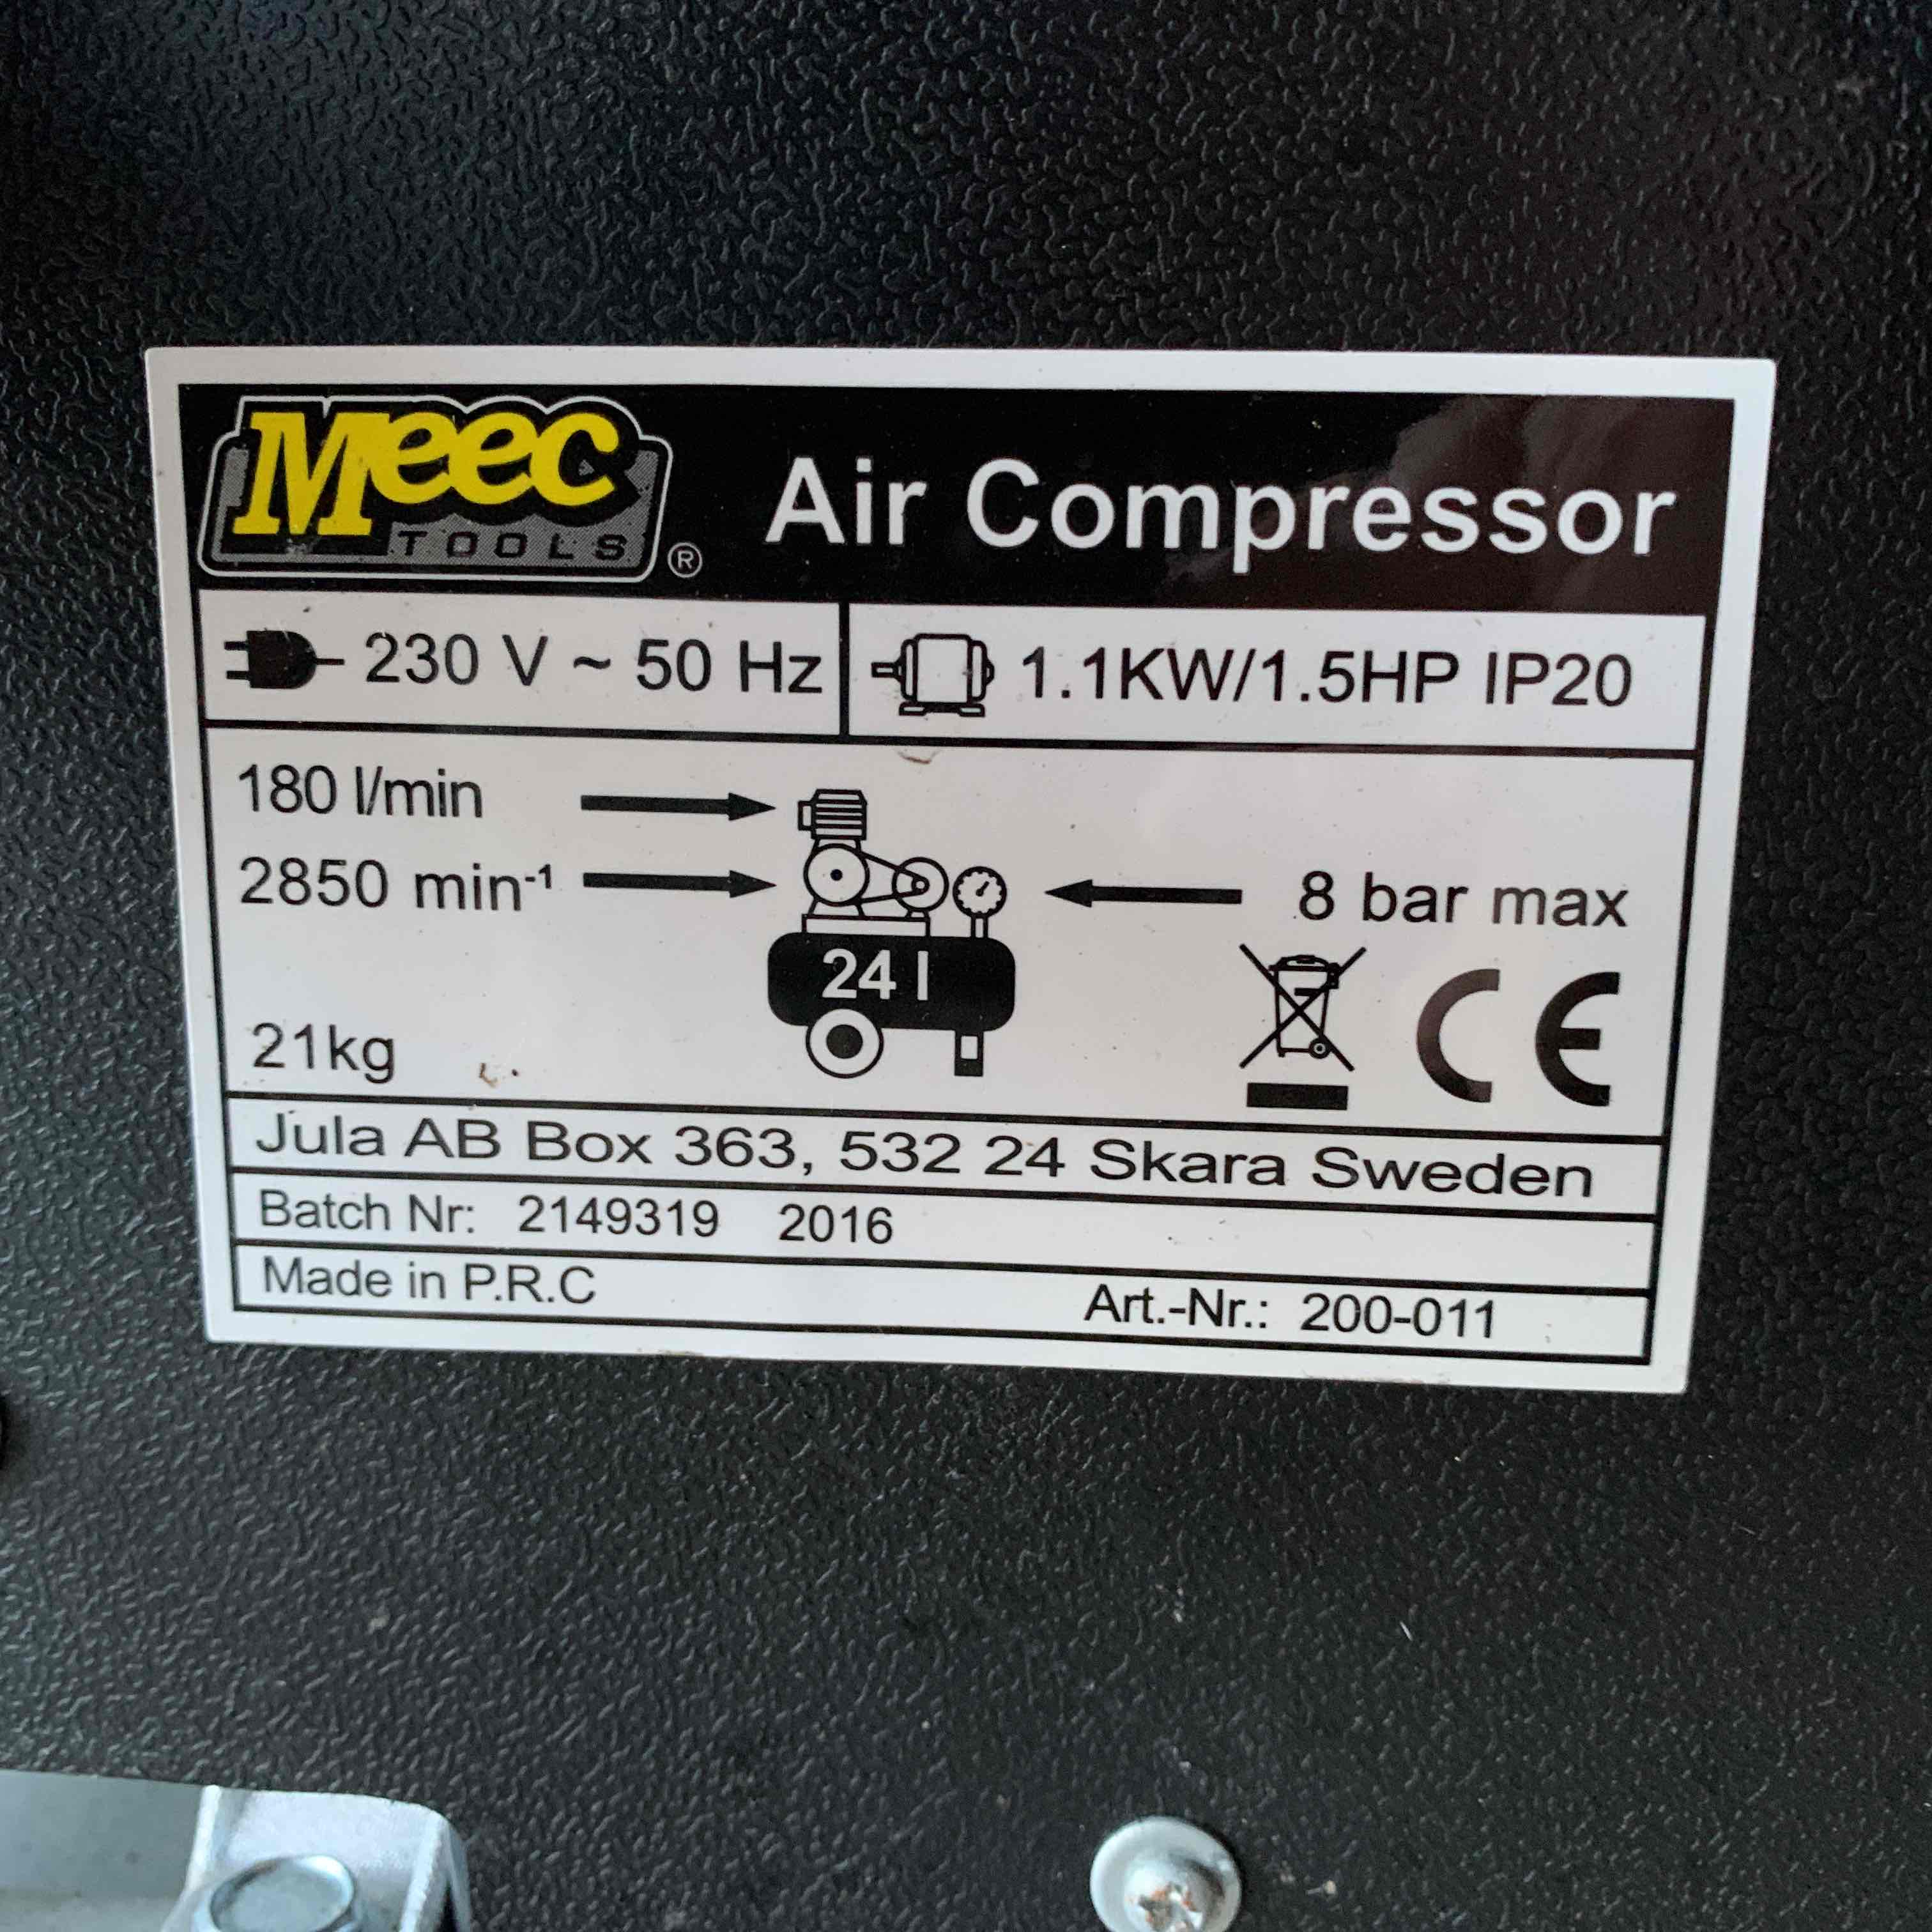 Meec
TOOLS ®
Air Compressor
230 V ~ 50 Hz
1.1KW/1.5HP IP20
180 l/min
2850 min⁻¹
8 bar max
24 l
21kg
CE
Jula AB Box 363, 532 24 Skara Sweden
Batch Nr: 2149319 2016
Made in P.R.C
Art.-Nr.: 200-011